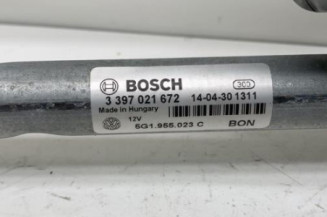 BOSCH
3 397 021 672 14-04-30 1311
Made in Hungary
12V
5G1.955.023 C BON